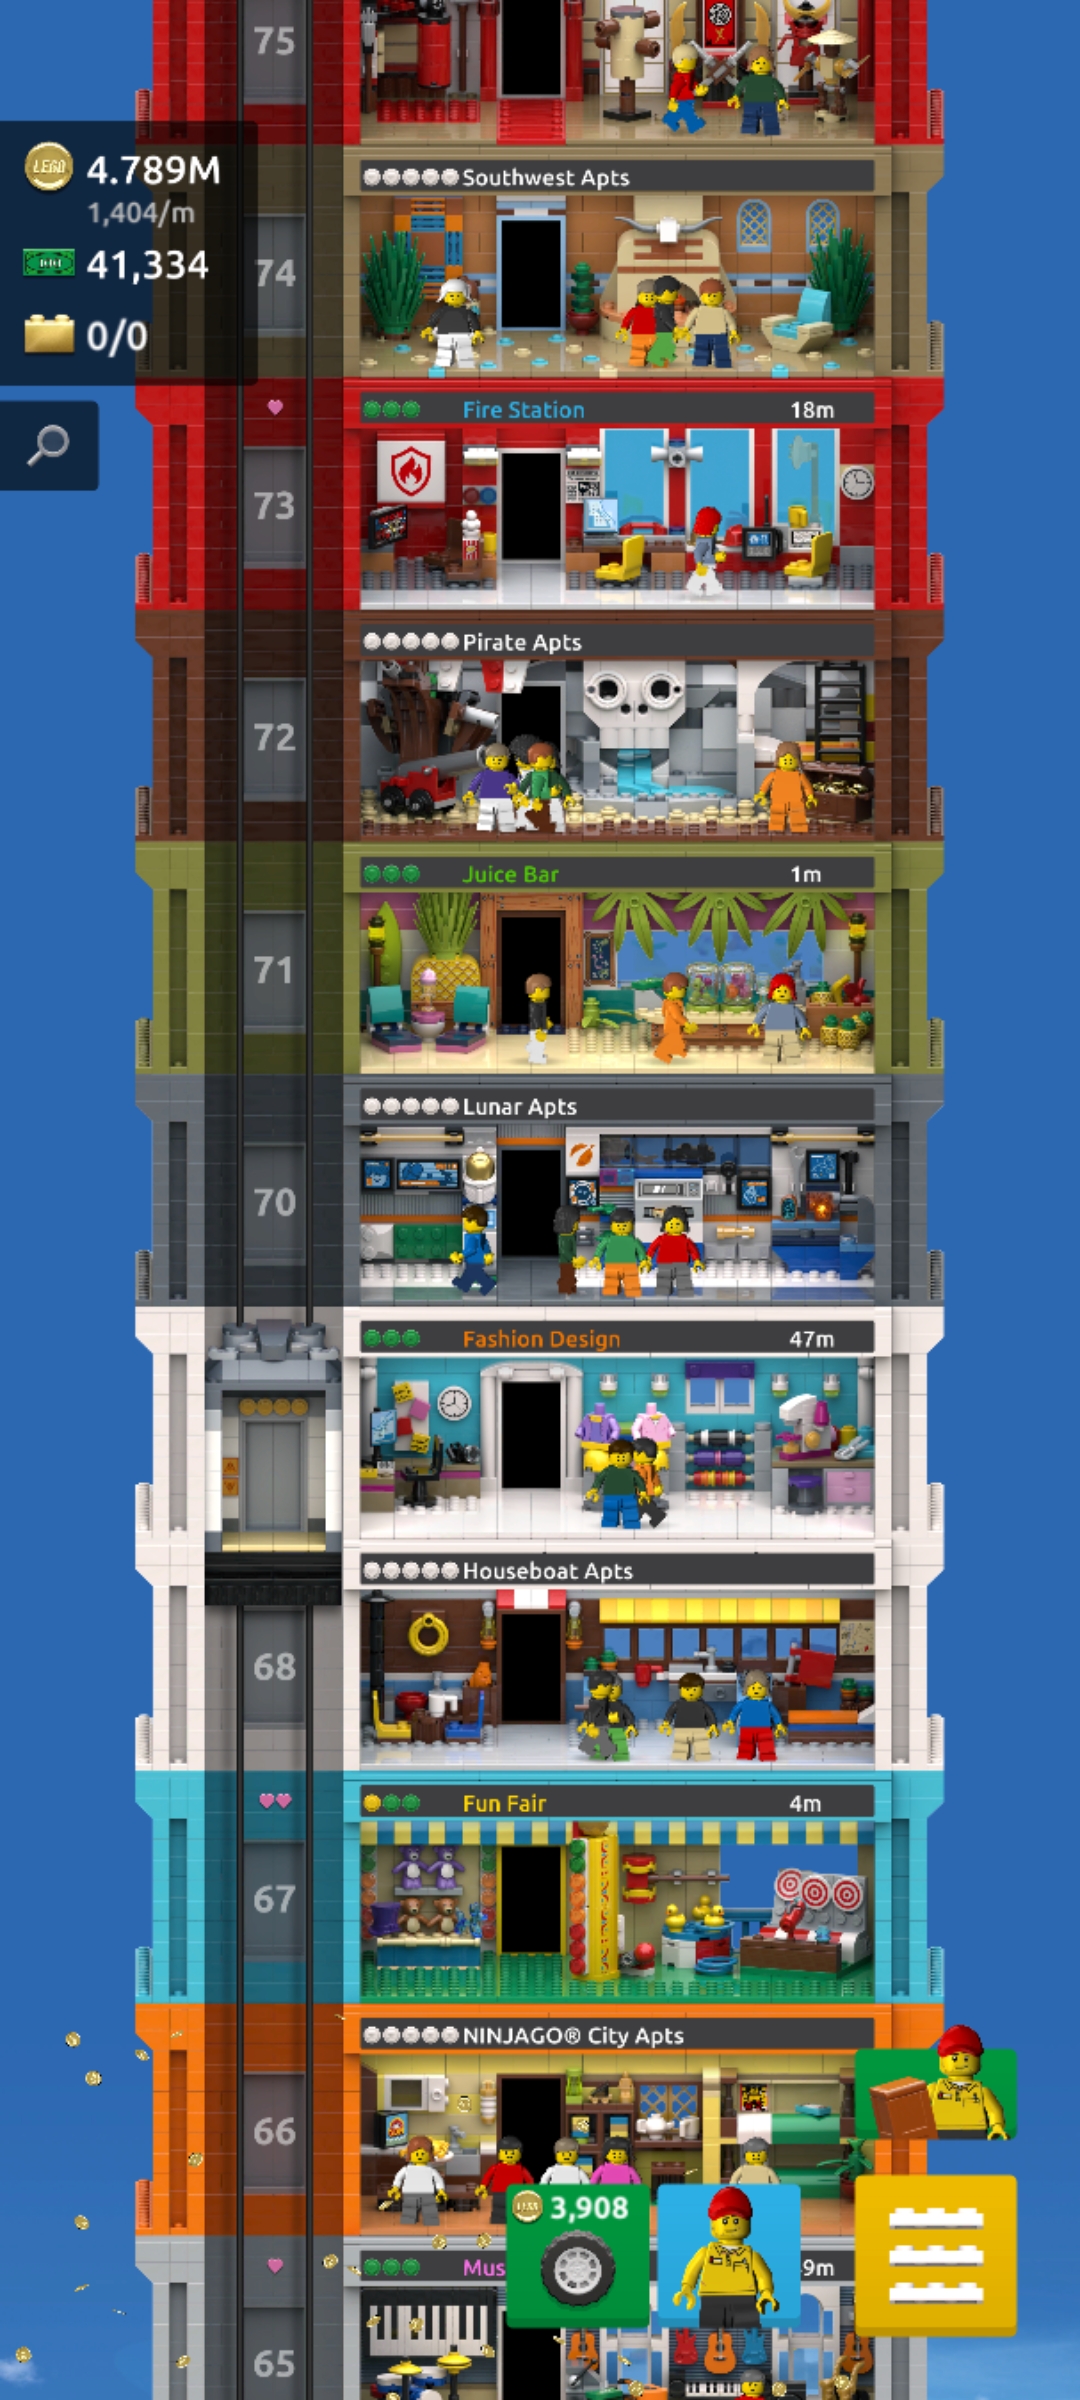 75
LEGO 4.789M
1,404/m
41,334
0/0
Southwest Apts
74
Fire Station 18m
73
Pirate Apts
72
Juice Bar 1m
71
Lunar Apts
70
Fashion Design 47m
Houseboat Apts
68
Fun Fair 4m
67
NINJAGO® City Apts
66
3,908
Mus 9m
65